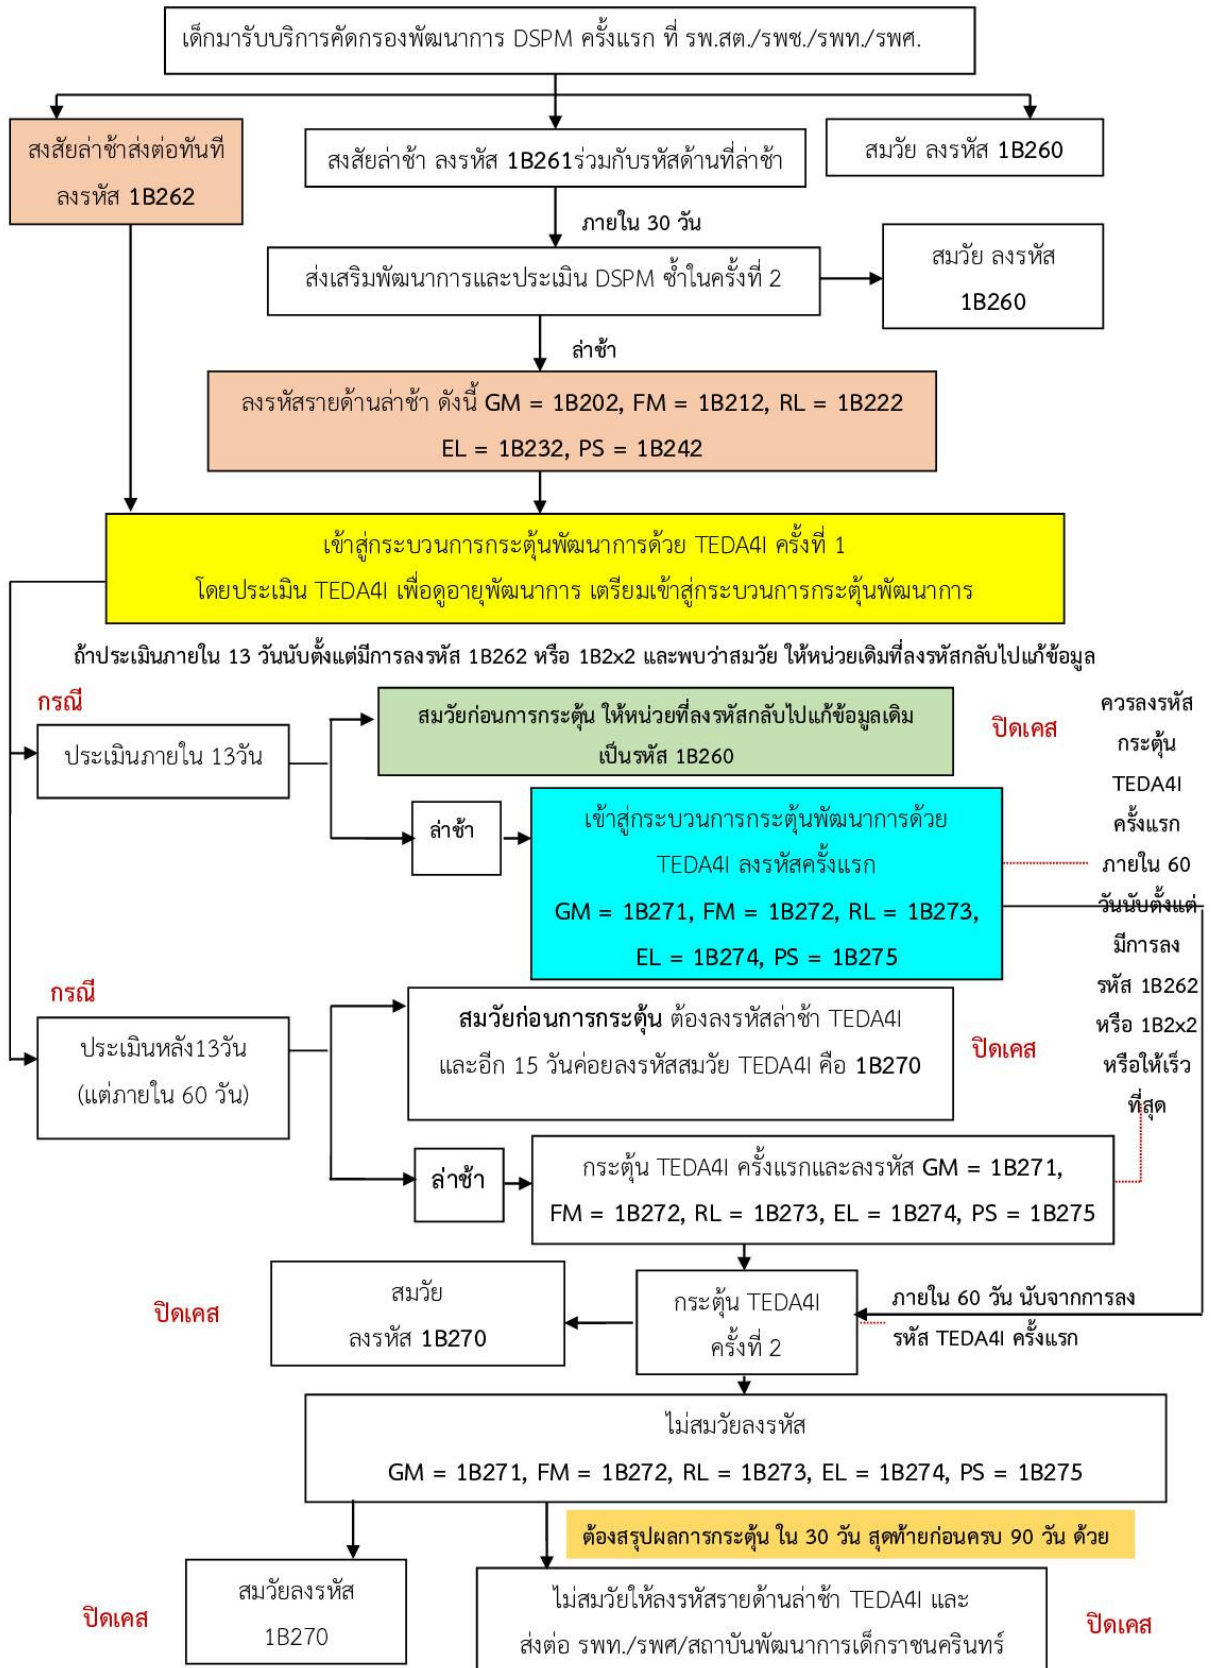 เด็กมารับบริการคัดกรองพัฒนาการ DSPM ครั้งแรก ที่ รพ.สต./รพช./รพท./รพศ.
สงสัยล่าช้าส่งต่อทันที
ลงรหัส 1B262
สงสัยล่าช้า ลงรหัส 1B261ร่วมกับรหัสด้านที่ล่าช้า
สมวัย ลงรหัส 1B260
ภายใน 30 วัน
ส่งเสริมพัฒนาการและประเมิน DSPM ซ้ำในครั้งที่ 2
สมวัย ลงรหัส
1B260
ล่าช้า
ลงรหัสรายด้านล่าช้า ดังนี้ GM = 1B202, FM = 1B212, RL = 1B222
EL = 1B232, PS = 1B242
เข้าสู่กระบวนการกระตุ้นพัฒนาการด้วย TEDA4I ครั้งที่ 1
โดยประเมิน TEDA4I เพื่อดูอายุพัฒนาการ เตรียมเข้าสู่กระบวนการกระตุ้นพัฒนาการ
ถ้าประเมินภายใน 13 วันนับตั้งแต่มีการลงรหัส 1B262 หรือ 1B2x2 และพบว่าสมวัย ให้หน่วยเดิมที่ลงรหัสกลับไปแก้ข้อมูล
กรณี
ประเมินภายใน 13วัน
สมวัยก่อนการกระตุ้น ให้หน่วยที่ลงรหัสกลับไปแก้ข้อมูลเดิม
เป็นรหัส 1B260
ปิดเคส
ล่าช้า
เข้าสู่กระบวนการกระตุ้นพัฒนาการด้วย
TEDA4I ลงรหัสครั้งแรก
GM = 1B271, FM = 1B272, RL = 1B273,
EL = 1B274, PS = 1B275
ควรลงรหัส
กระตุ้น
TEDA4I
ครั้งแรก
ภายใน 60
วันนับตั้งแต่
มีการลง
รหัส 1B262
หรือ 1B2x2
หรือให้เร็ว
ที่สุด
กรณี
ประเมินหลัง13วัน
(แต่ภายใน 60 วัน)
สมวัยก่อนการกระตุ้น ต้องลงรหัสล่าช้า TEDA4I
และอีก 15 วันค่อยลงรหัสสมวัย TEDA4I คือ 1B270
ปิดเคส
ล่าช้า
กระตุ้น TEDA4I ครั้งแรกและลงรหัส GM = 1B271,
FM = 1B272, RL = 1B273, EL = 1B274, PS = 1B275
ปิดเคส
สมวัย
ลงรหัส 1B270
กระตุ้น TEDA4I
ครั้งที่ 2
ภายใน 60 วัน นับจากการลง
รหัส TEDA4I ครั้งแรก
ไม่สมวัยลงรหัส
GM = 1B271, FM = 1B272, RL = 1B273, EL = 1B274, PS = 1B275
ต้องสรุปผลการกระตุ้น ใน 30 วัน สุดท้ายก่อนครบ 90 วัน ด้วย
ปิดเคส
สมวัยลงรหัส
1B270
ไม่สมวัยให้ลงรหัสรายด้านล่าช้า TEDA4I และ
ส่งต่อ รพท./รพศ/สถาบันพัฒนาการเด็กราชนครินทร์
ปิดเคส